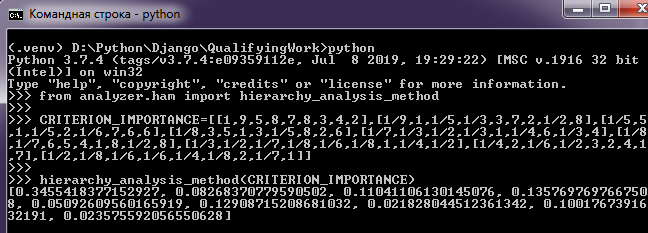 Командная строка - python
(.venv) D:\Python\Django\QualifyingWork>python
Python 3.7.4 (tags/v3.7.4:e09359112e, Jul  8 2019, 19:29:22) [MSC v.1916 32 bit
(Intel)] on win32
Type "help", "copyright", "credits" or "license" for more information.
>>> from analyzer.ham import hierarchy_analysis_method
>>>
>>> CRITERION_IMPORTANCE=[[1,9,5,8,7,8,3,4,2],[1/9,1,1/5,1/3,3,7,2,1/2,8],[1/5,5
,1,1/5,2,1/6,7,6,6],[1/8,3,5,1,3,1/5,8,2,6],[1/7,1/3,1/2,1/3,1,1/4,6,1/3,4],[1/8
,1/7,6,5,4,1,8,1/2,8],[1/3,1/2,1/7,1/8,1/6,1/8,1,1/4,1/2],[1/4,2,1/6,1/2,3,2,4,1
,7],[1/2,1/8,1/6,1/6,1/4,1/8,2,1/7,1]]
>>>
>>> hierarchy_analysis_method(CRITERION_IMPORTANCE)
[0.3455418377152927, 0.08268370779590502, 0.11041106130145076, 0.135769769766750
8, 0.05092609560165919, 0.12908715208681032, 0.021828044512361342, 0.10017673916
32191, 0.023575592056550628]